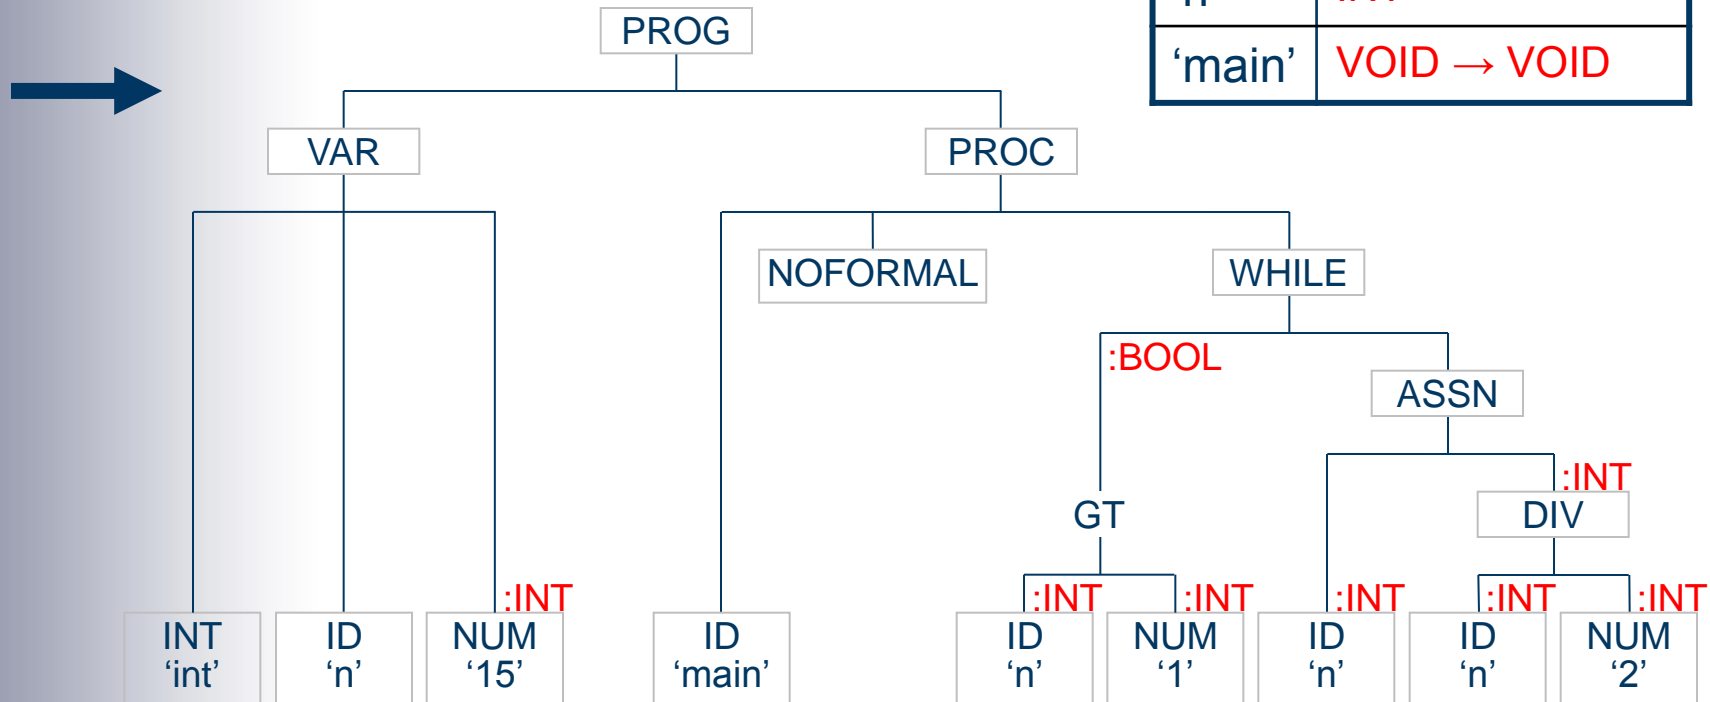 PROG
‘main’ VOID → VOID
VAR PROC
NOFORMAL WHILE
:BOOL
ASSN
:INT
GT DIV
:INT :INT :INT :INT :INT :INT
INT ID NUM ID ID NUM ID ID NUM
‘int’ ‘n’ ‘15’ ‘main’ ‘n’ ‘1’ ‘n’ ‘n’ ‘2’